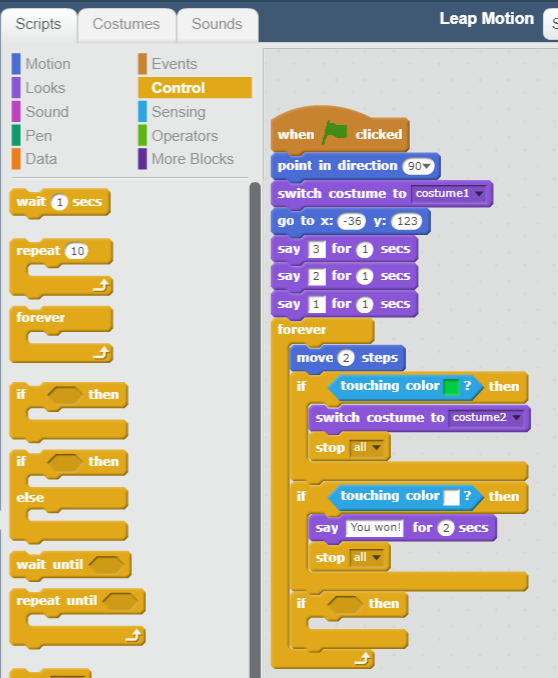 Scripts Costumes Sounds
Leap Motion
S
Motion Events
Looks Control
Sound Sensing
Pen Operators
Data More Blocks
wait 1 secs
repeat 10
forever
if then
if then
else
wait until
repeat until
when clicked
point in direction 90
switch costume to costume1
go to x: -36 y: 123
say 3 for 1 secs
say 2 for 1 secs
say 1 for 1 secs
forever
move 2 steps
if touching color ? then
switch costume to costume2
stop all
if touching color ? then
say You won! for 2 secs
stop all
if then